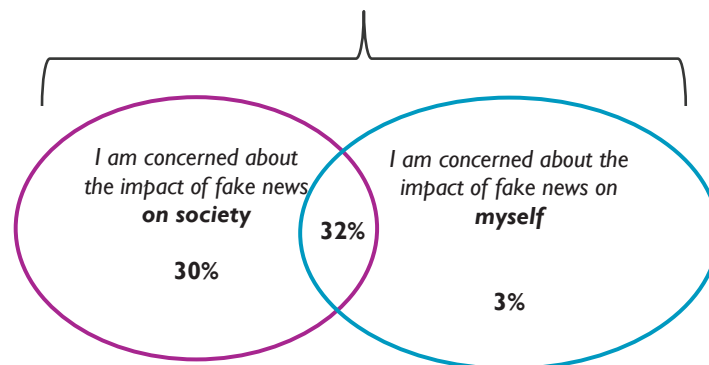 I am concerned about
the impact of fake news
on society
30%
32%
I am concerned about the
impact of fake news on
myself
3%